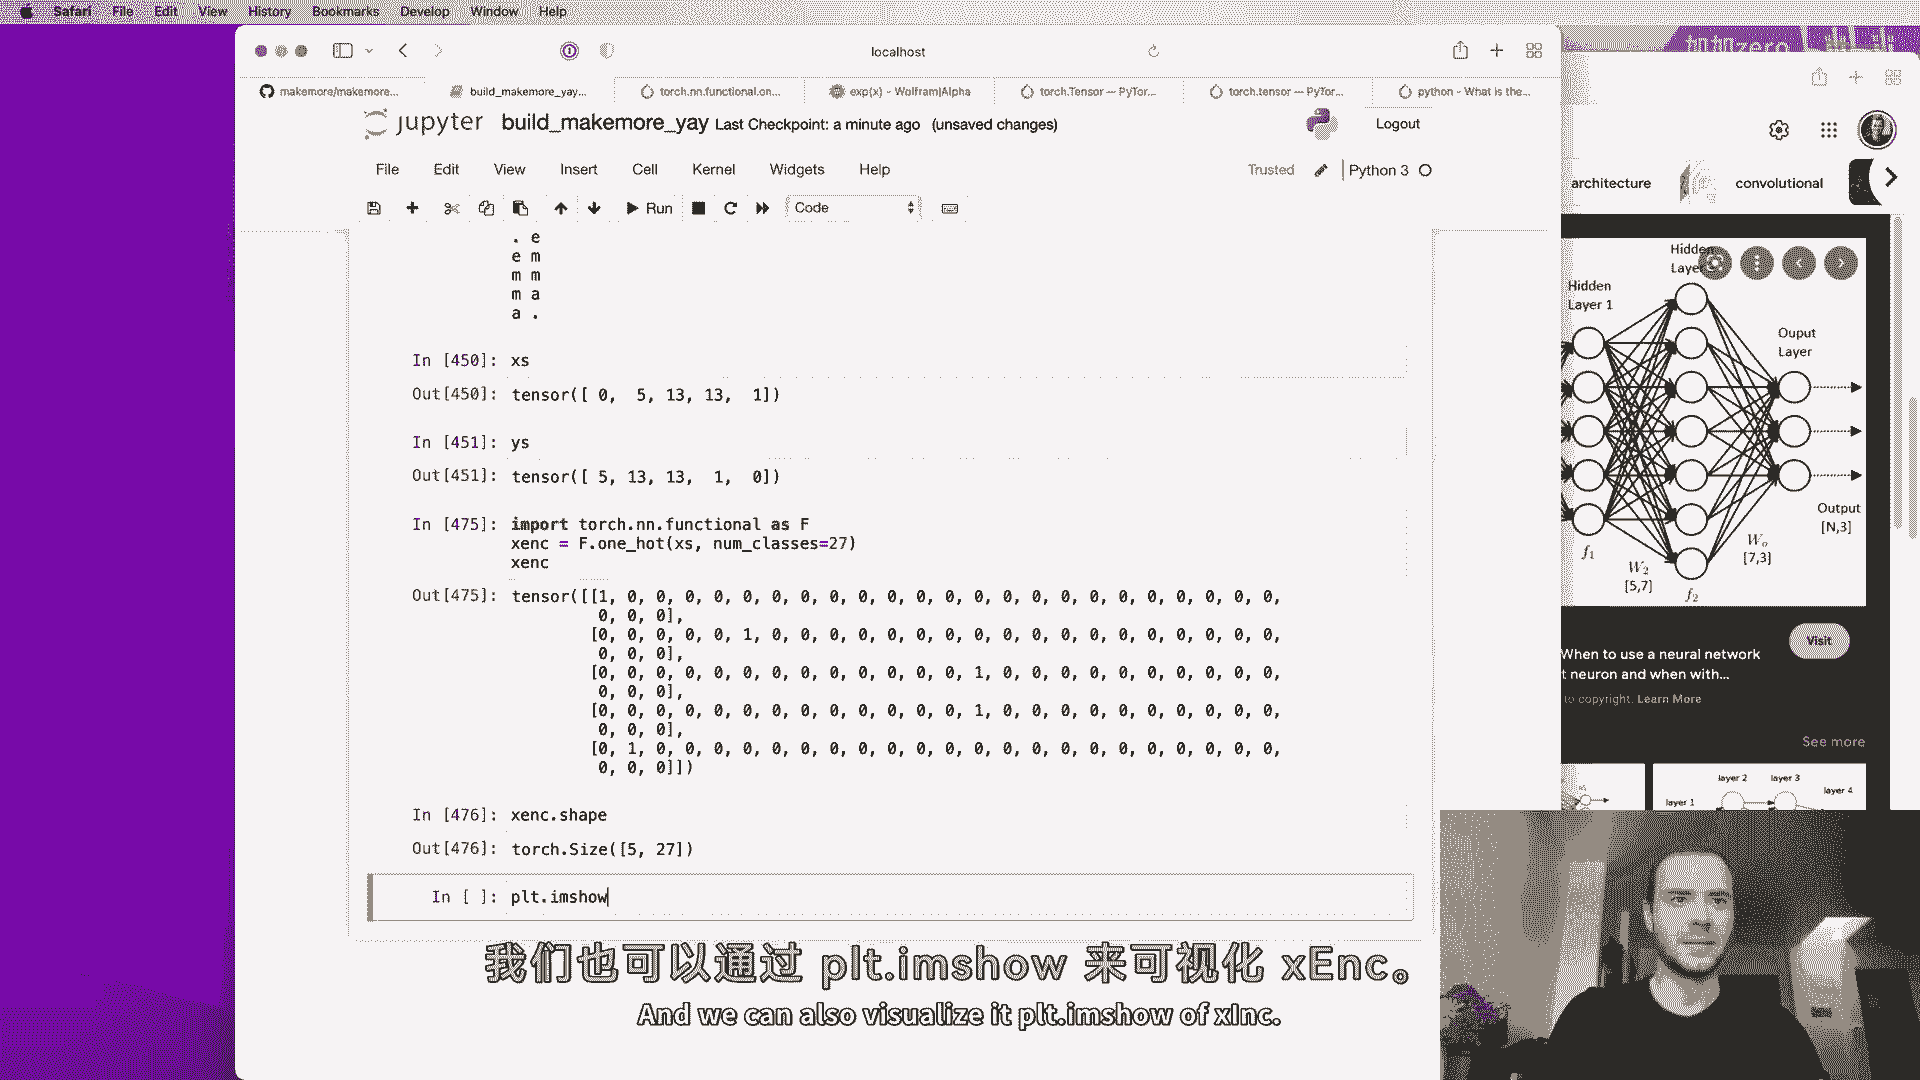 Safari File Edit View History Bookmarks Develop Window Help
localhost
makemore/makemore...
build_makemore_yay...
torch.nn.functional.on...
exp(x) - Wolfram|Alpha
torch.Tensor — PyTor...
torch.tensor — PyTor...
python - What is the...
jupyter build_makemore_yay Last Checkpoint: a minute ago (unsaved changes)
Logout
File Edit View Insert Cell Kernel Widgets Help
Trusted
Python 3
Run
Code
. e
e m
m m
m a
a .
In [450]: xs
Out[450]: tensor([ 0,  5, 13, 13,  1])
In [451]: ys
Out[451]: tensor([ 5, 13, 13,  1,  0])
In [475]: import torch.nn.functional as F
xenc = F.one_hot(xs, num_classes=27)
xenc
Out[475]: tensor([[1, 0, 0, 0, 0, 0, 0, 0, 0, 0, 0, 0, 0, 0, 0, 0, 0, 0, 0, 0, 0, 0, 0, 0,
0, 0, 0],
[0, 0, 0, 0, 0, 1, 0, 0, 0, 0, 0, 0, 0, 0, 0, 0, 0, 0, 0, 0, 0, 0, 0, 0,
0, 0, 0],
[0, 0, 0, 0, 0, 0, 0, 0, 0, 0, 0, 0, 0, 1, 0, 0, 0, 0, 0, 0, 0, 0, 0, 0,
0, 0, 0],
[0, 0, 0, 0, 0, 0, 0, 0, 0, 0, 0, 0, 0, 1, 0, 0, 0, 0, 0, 0, 0, 0, 0, 0,
0, 0, 0],
[0, 1, 0, 0, 0, 0, 0, 0, 0, 0, 0, 0, 0, 0, 0, 0, 0, 0, 0, 0, 0, 0, 0, 0,
0, 0, 0]])
In [476]: xenc.shape
Out[476]: torch.Size([5, 27])
In [ ]: plt.imshow
architecture
convolutional
Hidden
Layer
Hidden
Layer 1
Ouput
Layer
Output
[N,3]
f1
W2
[5,7]
f2
Wo
[7,3]
Visit
When to use a neural network
t neuron and when with...
to copyright. Learn More
See more
layer 1
layer 2
layer 3
layer 4
我们也可以通过 plt.imshow 来可视化 xEnc。
And we can also visualize it plt.imshow of xInc.